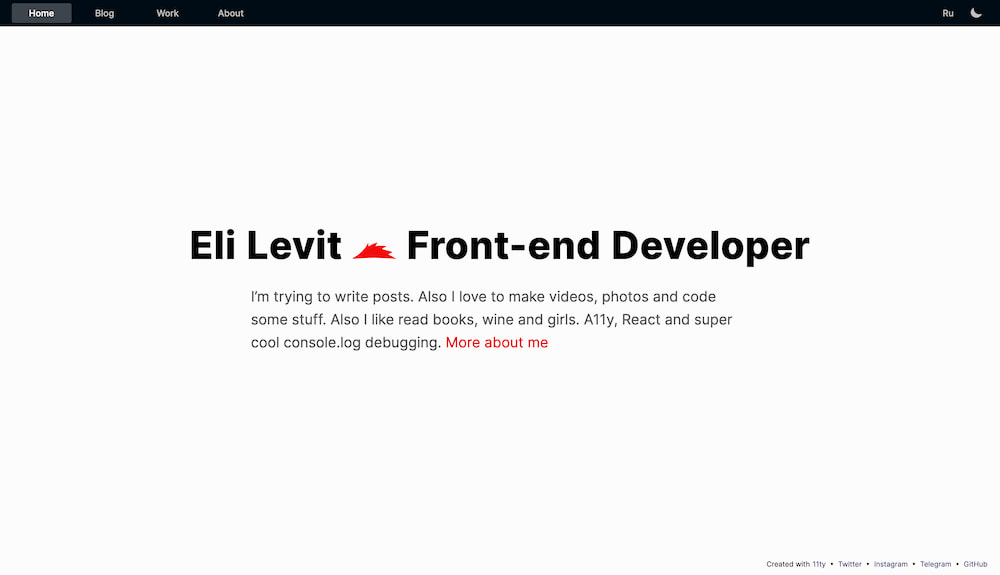 Home Blog Work About Ru
Eli Levit Front-end Developer
I’m trying to write posts. Also I love to make videos, photos and code
some stuff. Also I like read books, wine and girls. A11y, React and super
cool console.log debugging. More about me
Created with 11ty • Twitter • Instagram • Telegram • GitHub